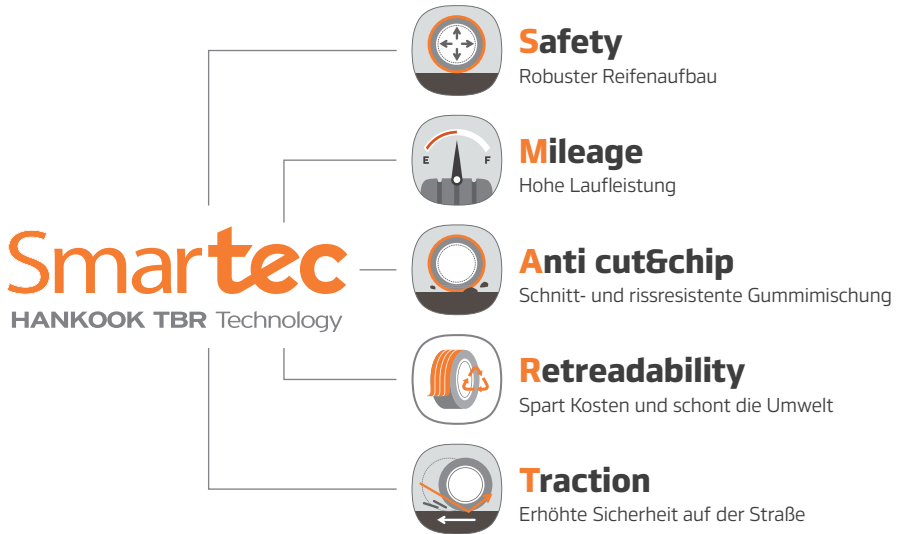 Smartec
HANKOOK TBR Technology
Safety
Robuster Reifenaufbau
E F
Mileage
Hohe Laufleistung
Anti cut&chip
Schnitt- und rissresistente Gummimischung
Retreadability
Spart Kosten und schont die Umwelt
Traction
Erhöhte Sicherheit auf der Straße